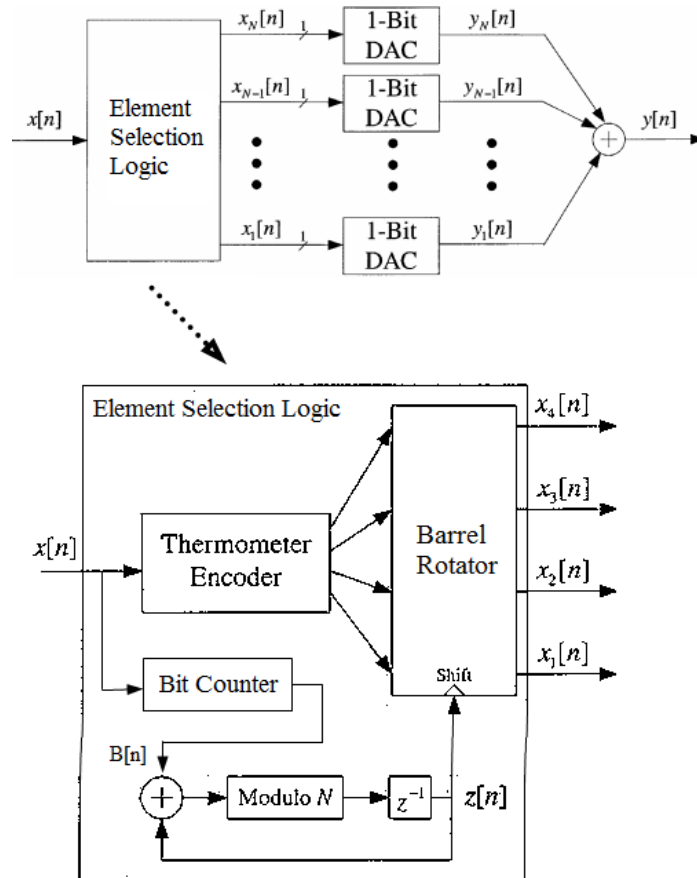 x_N[n] 1 1-Bit DAC y_N[n]
x_{N-1}[n] 1 1-Bit DAC y_{N-1}[n]
x[n] Element Selection Logic + y[n]
x_1[n] 1 1-Bit DAC y_1[n]
Element Selection Logic
x_4[n]
x_3[n]
x[n] Thermometer Encoder Barrel Rotator
x_2[n]
x_1[n]
Shift
Bit Counter
B[n]
+ Modulo N z^{-1} z[n]